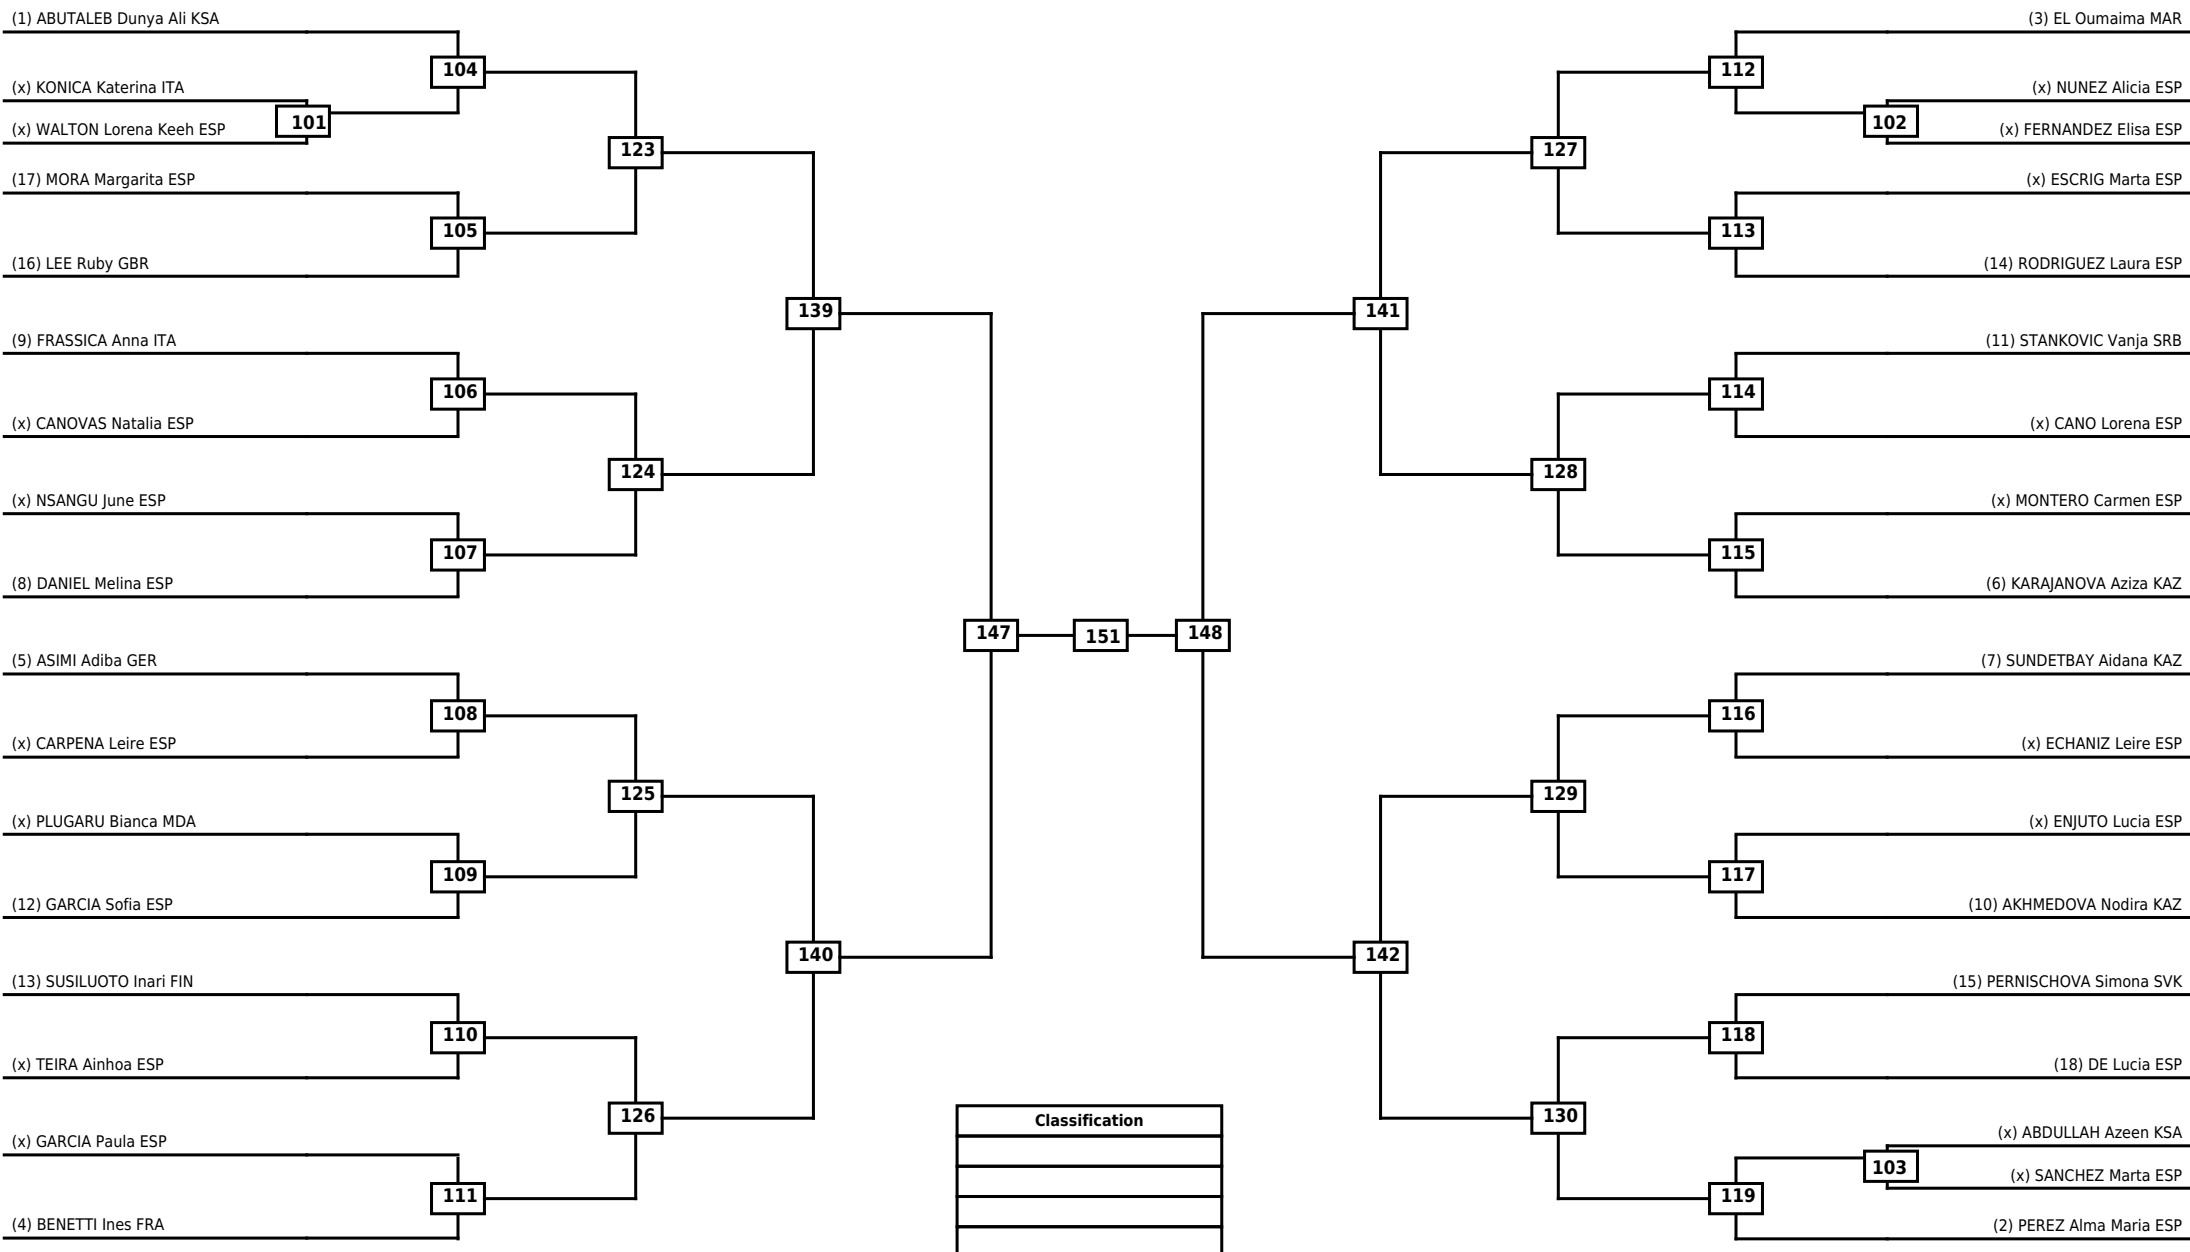 (1) ABUTALEB Dunya Ali KSA
104
(x) KONICA Katerina ITA
101
(x) WALTON Lorena Keeh ESP
123
(17) MORA Margarita ESP
105
(16) LEE Ruby GBR
139
(9) FRASSICA Anna ITA
106
(x) CANOVAS Natalia ESP
124
(x) NSANGU June ESP
107
(8) DANIEL Melina ESP
147
151
148
(5) ASIMI Adiba GER
108
(x) CARPENA Leire ESP
125
(x) PLUGARU Bianca MDA
109
(12) GARCIA Sofia ESP
140
(13) SUSILUOTO Inari FIN
110
(x) TEIRA Ainhoa ESP
126
(x) GARCIA Paula ESP
111
(4) BENETTI Ines FRA
Classification
(3) EL Oumaima MAR
112
(x) NUNEZ Alicia ESP
102
(x) FERNANDEZ Elisa ESP
127
(x) ESCRIG Marta ESP
113
(14) RODRIGUEZ Laura ESP
141
(11) STANKOVIC Vanja SRB
114
(x) CANO Lorena ESP
128
(x) MONTERO Carmen ESP
115
(6) KARAJANOVA Aziza KAZ
(7) SUNDETBAY Aidana KAZ
116
(x) ECHANIZ Leire ESP
129
(x) ENJUTO Lucia ESP
117
(10) AKHMEDOVA Nodira KAZ
142
(15) PERNISCHOVA Simona SVK
118
(18) DE Lucia ESP
130
(x) ABDULLAH Azeen KSA
103
(x) SANCHEZ Marta ESP
119
(2) PEREZ Alma Maria ESP